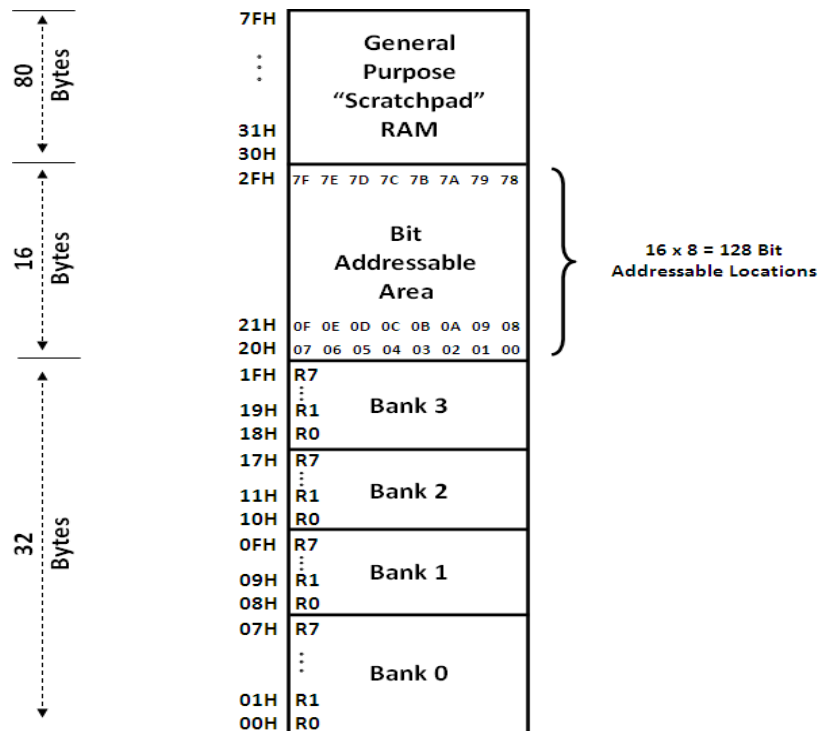 7FH
General
Purpose
“Scratchpad”
RAM
80
Bytes
31H
30H
2FH 7F 7E 7D 7C 7B 7A 79 78
Bit
Addressable
Area
16
Bytes
16 x 8 = 128 Bit
Addressable Locations
21H 0F 0E 0D 0C 0B 0A 09 08
20H 07 06 05 04 03 02 01 00
1FH R7
Bank 3
19H R1
18H R0
17H R7
Bank 2
11H R1
10H R0
32
Bytes
0FH R7
Bank 1
09H R1
08H R0
07H R7
Bank 0
01H R1
00H R0